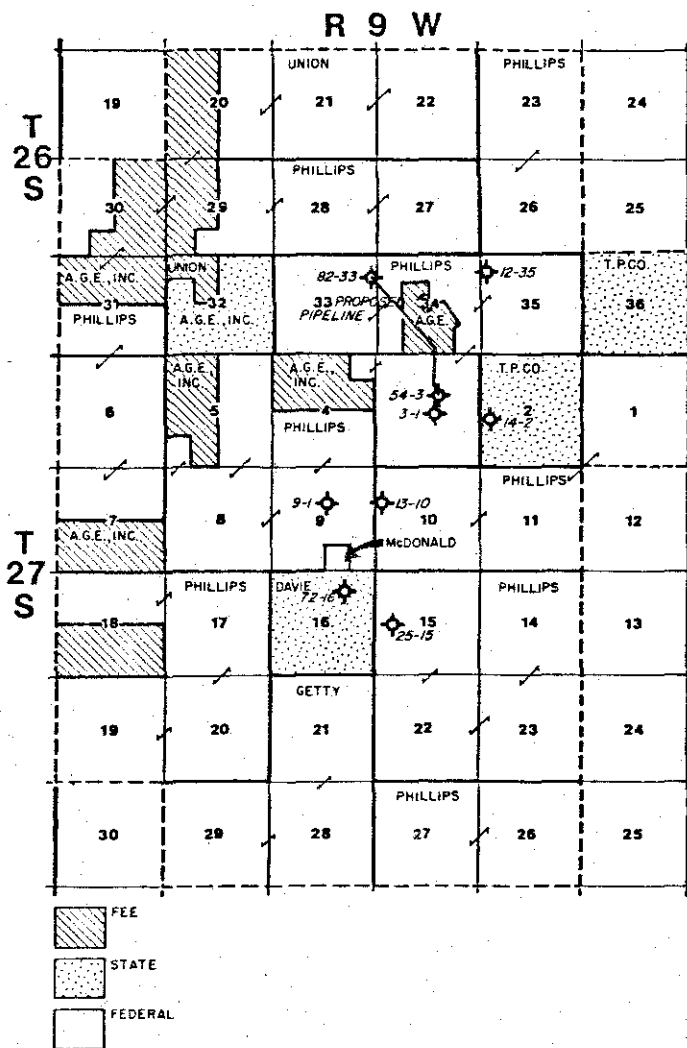 R 9 W
T
26
S
UNION
PHILLIPS
19
20
21
22
23
24
PHILLIPS
30
29
28
27
26
25
A.G.E., INC.
UNION
82-33
PHILLIPS
12-35
T.P.CO.
31
32
33
PROPOSED
PIPELINE
34
A.G.E.
35
36
PHILLIPS
A.G.E., INC.
A.G.E., INC.
A.G.E., INC.
T.P.CO.
6
5
4
54-3
3-1
2
14-2
1
PHILLIPS
T
27
S
PHILLIPS
7
8
9-1
9
13-10
10
11
12
A.G.E., INC.
McDONALD
PHILLIPS
DAVIE
PHILLIPS
18
17
72-16
16
15
25-15
14
13
GETTY
19
20
21
22
23
24
PHILLIPS
30
29
28
27
26
25
FEE
STATE
FEDERAL